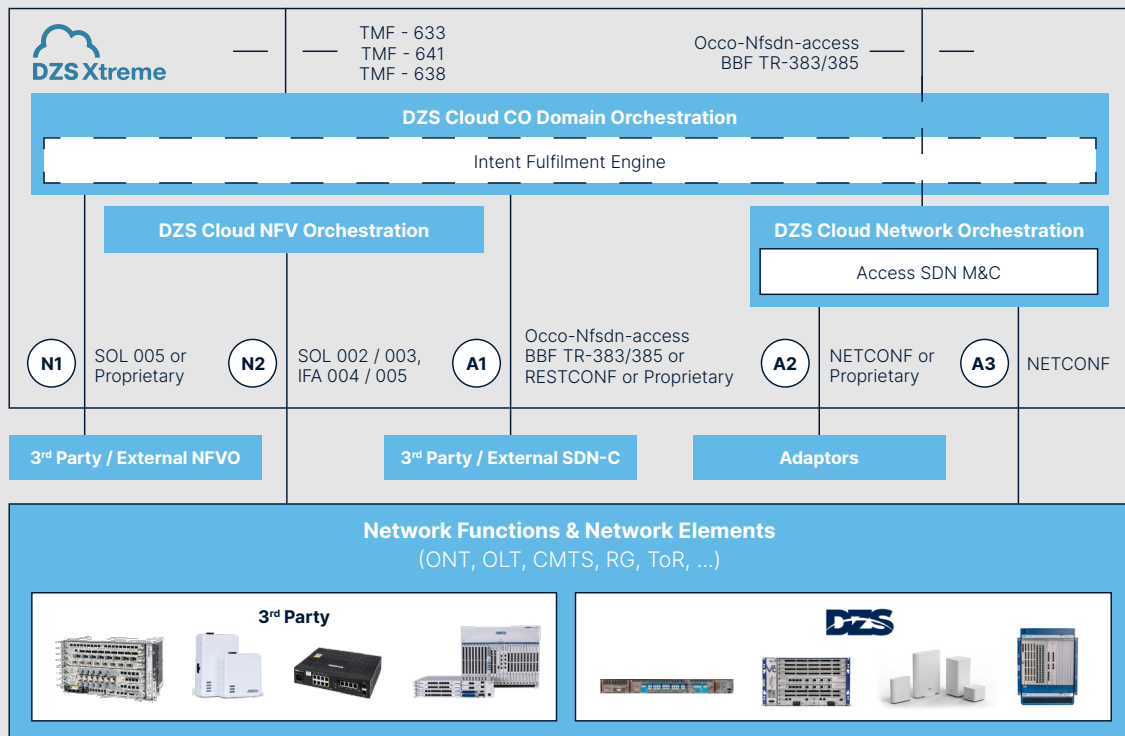 TMF - 633
TMF - 641
TMF - 638
Occo-Nfsdn-access
BBF TR-383/385
DZS Xtreme
DZS Cloud CO Domain Orchestration
Intent Fulfilment Engine
DZS Cloud NFV Orchestration
DZS Cloud Network Orchestration
Access SDN M&C
N1
SOL 005 or
Proprietary
N2
SOL 002 / 003,
IFA 004 / 005
A1
Occo-Nfsdn-access
BBF TR-383/385 or
RESTCONF or Proprietary
A2
NETCONF or
Proprietary
A3
NETCONF
3rd Party / External NFVO
3rd Party / External SDN-C
Adaptors
Network Functions & Network Elements
(ONT, OLT, CMTS, RG, ToR, ...)
3rd Party
DZS